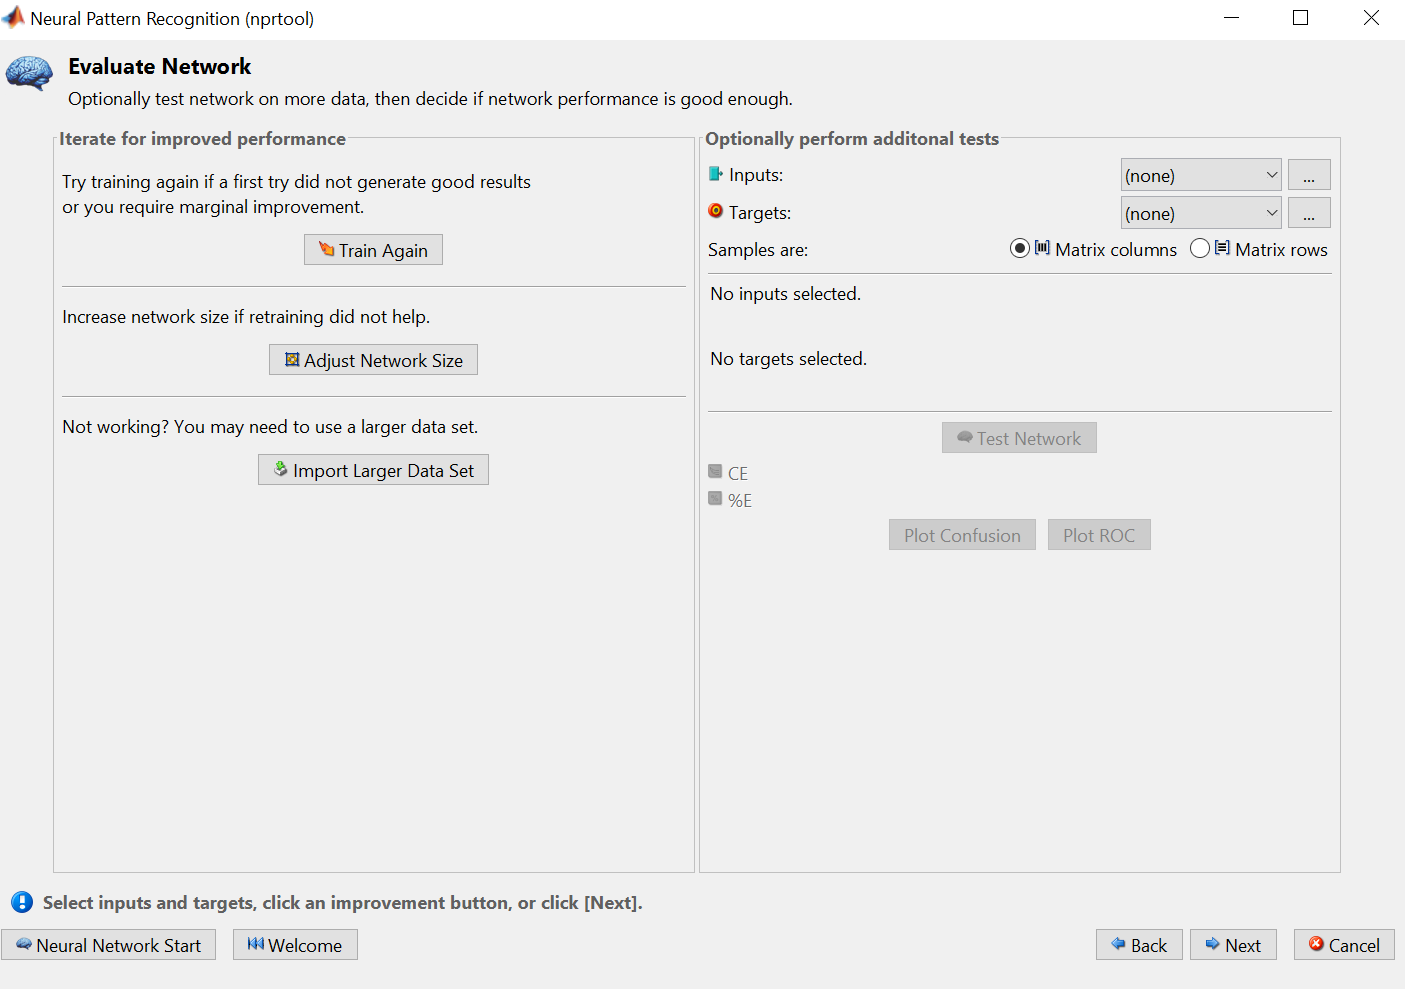 Neural Pattern Recognition (nprtool)
Evaluate Network
Optionally test network on more data, then decide if network performance is good enough.
Iterate for improved performance
Try training again if a first try did not generate good results
or you require marginal improvement.
Train Again
Increase network size if retraining did not help.
Adjust Network Size
Not working? You may need to use a larger data set.
Import Larger Data Set
Optionally perform additonal tests
Inputs: (none) ...
Targets: (none) ...
Samples are: Matrix columns Matrix rows
No inputs selected.
No targets selected.
Test Network
CE
%E
Plot Confusion Plot ROC
Select inputs and targets, click an improvement button, or click [Next].
Neural Network Start Welcome Back Next Cancel